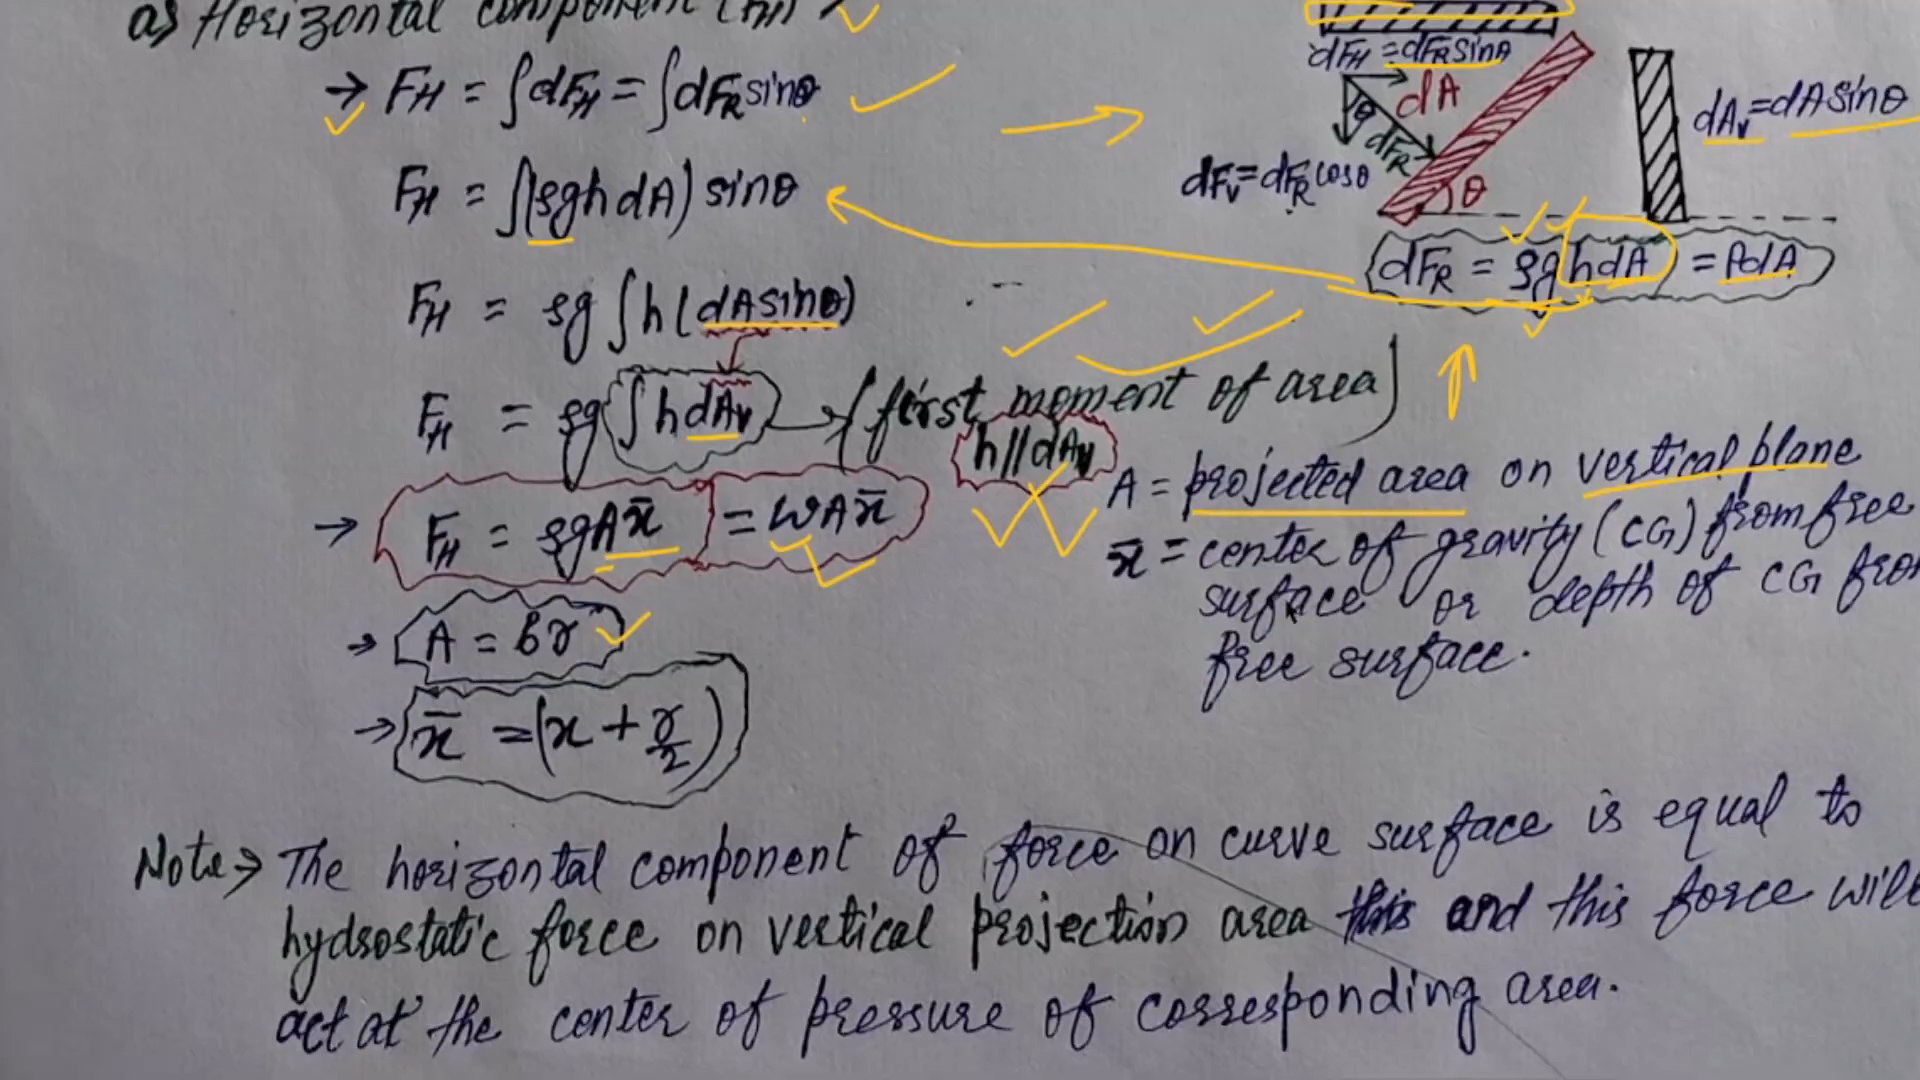 a) Horizontal component (FH)
dFH = dFR sinθ
→ FH = ∫dFH = ∫dFR sinθ
dA
dAv = dA sinθ
θ
dFR
dFv = dFR cosθ
θ
FH = ∫(ρgh dA) sinθ
dFR = ρg hdA = PdA
FH = ρg ∫h (dA sinθ)
FH = ρg ∫h dAv → (first moment of area)
h // dAv
→ FH = ρgAx̄ = wAx̄
A = projected area on vertical plane
x̄ = center of gravity (CG) from free
surface or depth of CG from
free surface.
→ A = br
→ x̄ = (x + r/2)
Note → The horizontal component of force on curve surface is equal to
hydrostatic force on vertical projection area and this force will
act at the center of pressure of corresponding area.